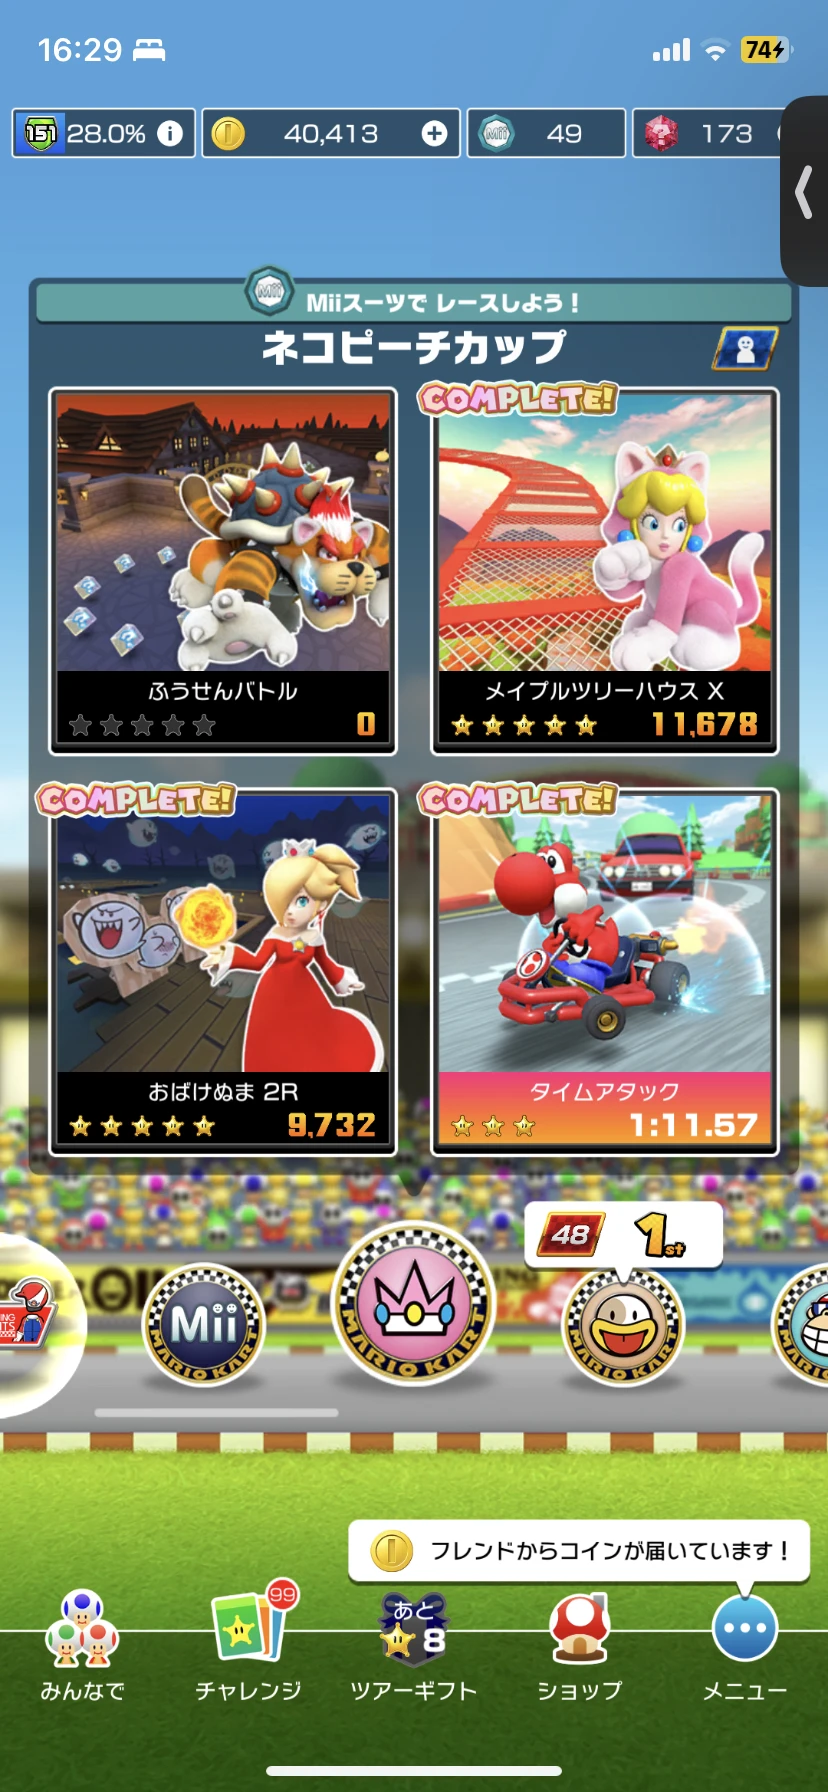 16:29
74
151 28.0% i
40,413
Mii 49
173
Mii Miiスーツで レースしよう！
ネコピーチカップ
COMPLETE!
ふうせんバトル
0
メイプルツリーハウス X
11,678
COMPLETE!
COMPLETE!
おばけぬま 2R
9,732
タイムアタック
1:11.57
48 1st
Mii
MARIO KART
MARIO KART
MARIO KART
フレンドからコインが届いています！
99
あと
8
みんなで
チャレンジ
ツアーギフト
ショップ
メニュー